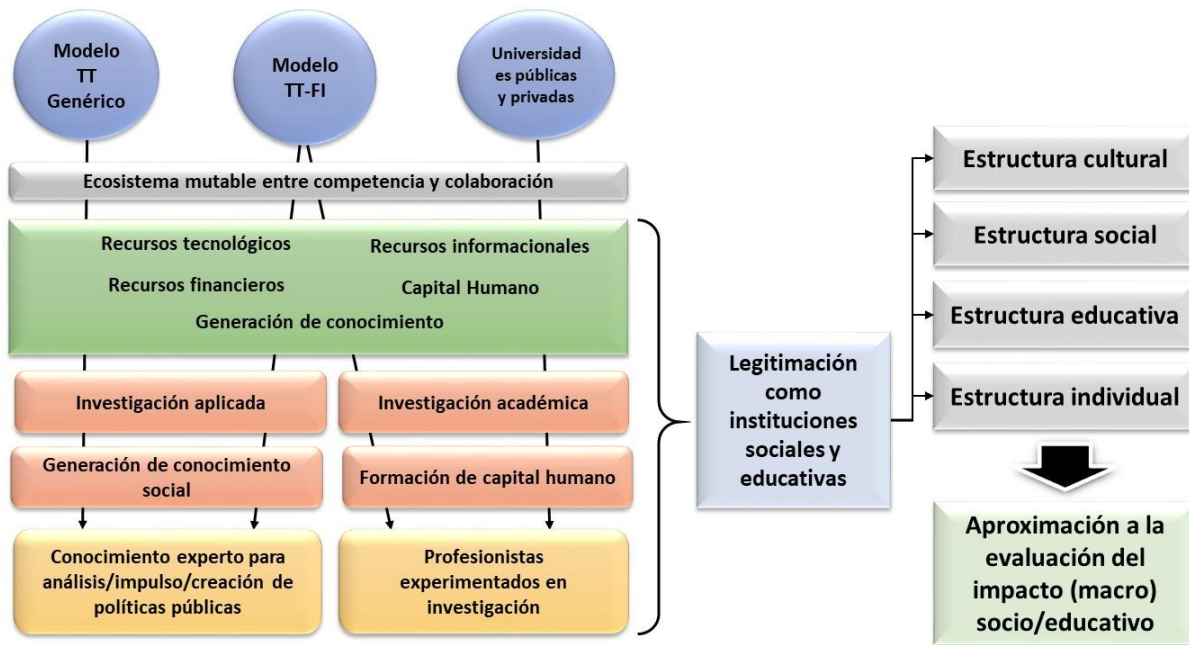 Modelo
TT
Genérico
Modelo
TT-FI
Universidad
es públicas
y privadas
Ecosistema mutable entre competencia y colaboración
Recursos tecnológicos
Recursos informacionales
Recursos financieros
Capital Humano
Generación de conocimiento
Investigación aplicada
Investigación académica
Generación de conocimiento
social
Formación de capital humano
Conocimiento experto para
análisis/impulso/creación de
políticas públicas
Profesionistas
experimentados en
investigación
Legitimación
como
instituciones
sociales y
educativas
Estructura cultural
Estructura social
Estructura educativa
Estructura individual
Aproximación a la
evaluación del
impacto (macro)
socio/educativo